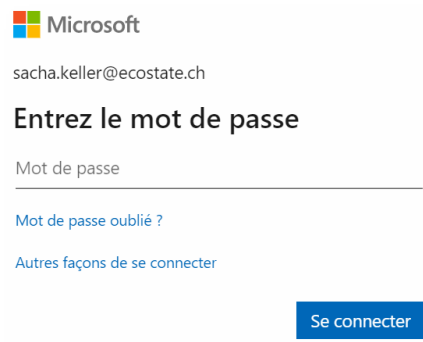 Microsoft
sacha.keller@ecostate.ch
Entrez le mot de passe
Mot de passe
Mot de passe oublié ?
Autres façons de se connecter
Se connecter